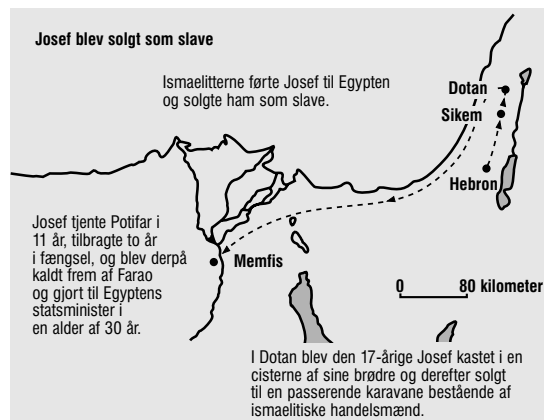 Josef blev solgt som slave
Ismaelitterne førte Josef til Egypten
og solgte ham som slave.
Dotan
Sikem
Hebron
Josef tjente Potifar i
11 år, tilbragte to år
i fængsel, og blev derpå
kaldt frem af Farao
og gjort til Egyptens
statsminister i
en alder af 30 år.
Memfis
0 80 kilometer
I Dotan blev den 17-årige Josef kastet i en
cisterne af sine brødre og derefter solgt
til en passerende karavane bestående af
ismaelitiske handelsmænd.